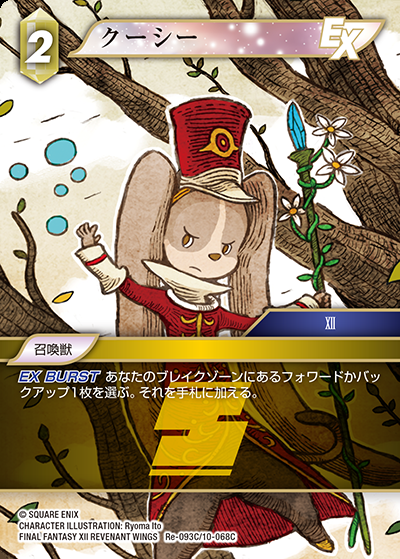 2
クーシー
EX
XII
召喚獣
EX BURST あなたのブレイクゾーンにあるフォワードかバッ
クアップ1枚を選ぶ。それを手札に加える。
S
© SQUARE ENIX
CHARACTER ILLUSTRATION: Ryoma Ito
FINAL FANTASY XII REVENANT WINGS Re-093C/10-068C